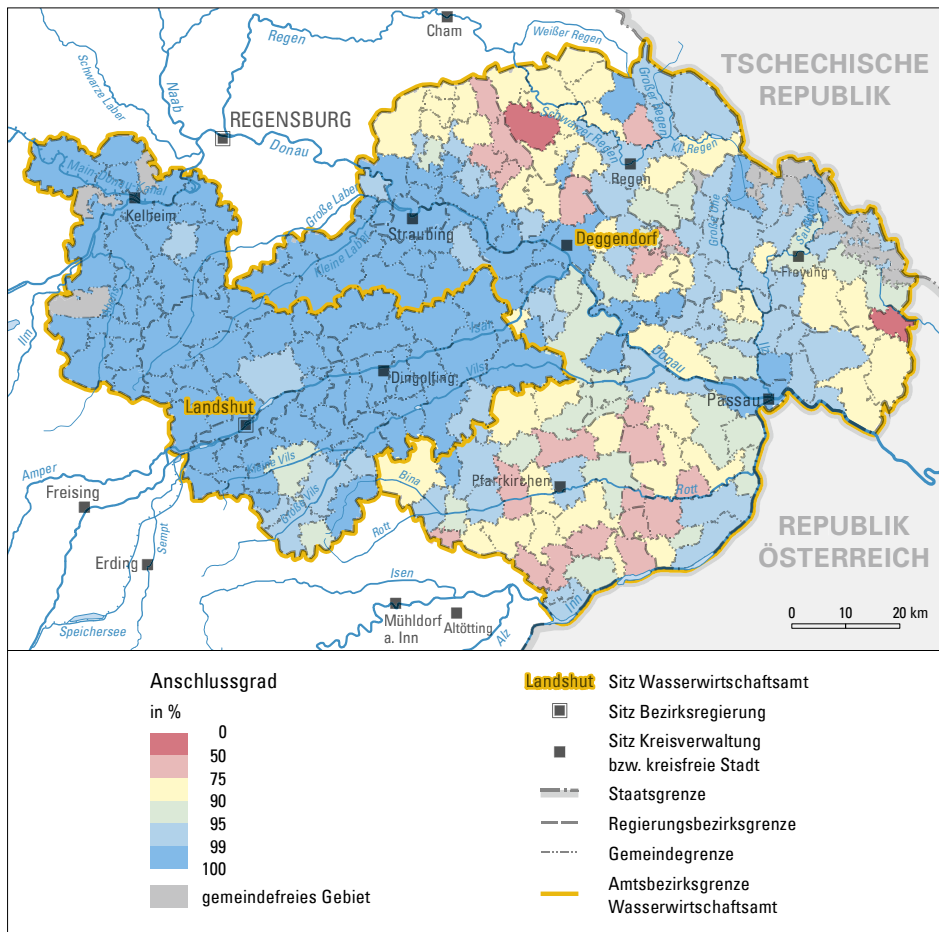 Cham
Regen
Weißer Regen
Schwarze Laber
Naab
Großer Regen
TSCHECHISCHE
REPUBLIK
REGENSBURG
Donau
Schwarzer Regen
Kl. Regen
Regen
Main-Donau-Kanal
Kelheim
Große Laber
Straubing
Kleine Laber
Deggendorf
Große Ohe
Freyung
Ilm
Isar
Donau
Ilz
Dingolfing
Vils
Landshut
Passau
Amper
Kleine Vils
Bina
Pfarrkirchen
Freising
Große Vils
Rott
Rott
Sempt
REPUBLIK
ÖSTERREICH
Erding
Isen
Inn
Mühldorf
a. Inn
Altötting
Alz
Speichersee
0 10 20 km
Anschlussgrad
in %
0
50
75
90
95
99
100
gemeindefreies Gebiet
Landshut Sitz Wasserwirtschaftsamt
Sitz Bezirksregierung
Sitz Kreisverwaltung
bzw. kreisfreie Stadt
Staatsgrenze
Regierungsbezirksgrenze
Gemeindegrenze
Amtsbezirksgrenze
Wasserwirtschaftsamt